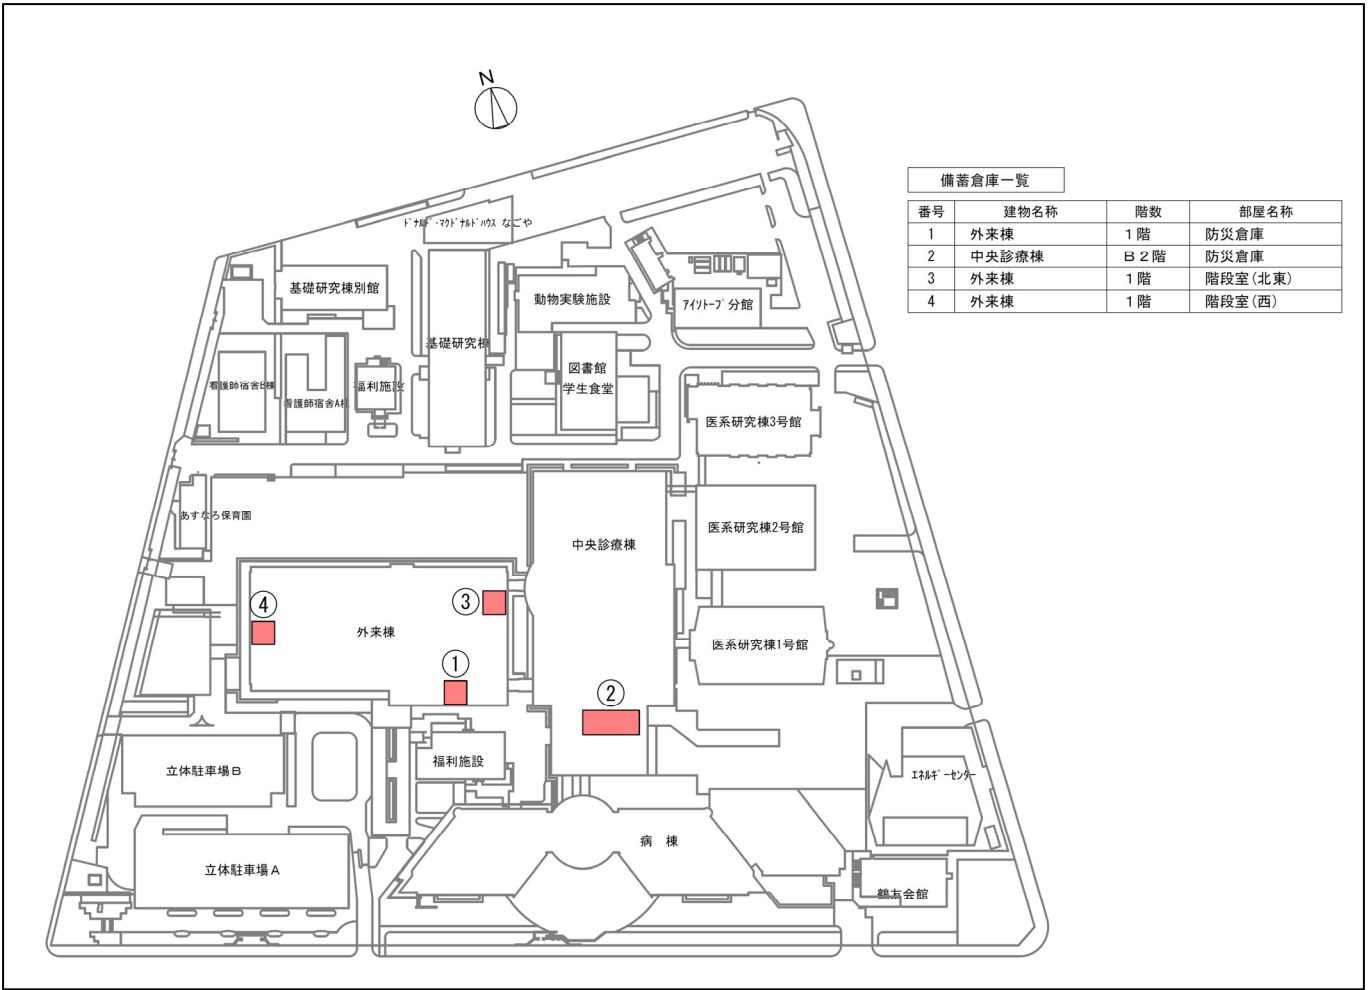 N
備蓄倉庫一覧
番号 建物名称 階数 部屋名称
1 外来棟 1階 防災倉庫
2 中央診療棟 B2階 防災倉庫
3 外来棟 1階 階段室(北東)
4 外来棟 1階 階段室(西)
ドナルド・マクドナルドハウス なごや
基礎研究棟別館
動物実験施設
アイソトープ分館
基礎研究棟
図書館
学生食堂
看護師宿舎B棟
看護師宿舎A棟
福利施設
医系研究棟3号館
あすなろ保育園
医系研究棟2号館
中央診療棟
4
3
外来棟
医系研究棟1号館
1
2
福利施設
立体駐車場B
エネルギーセンター
病 棟
立体駐車場A
鶴友会館